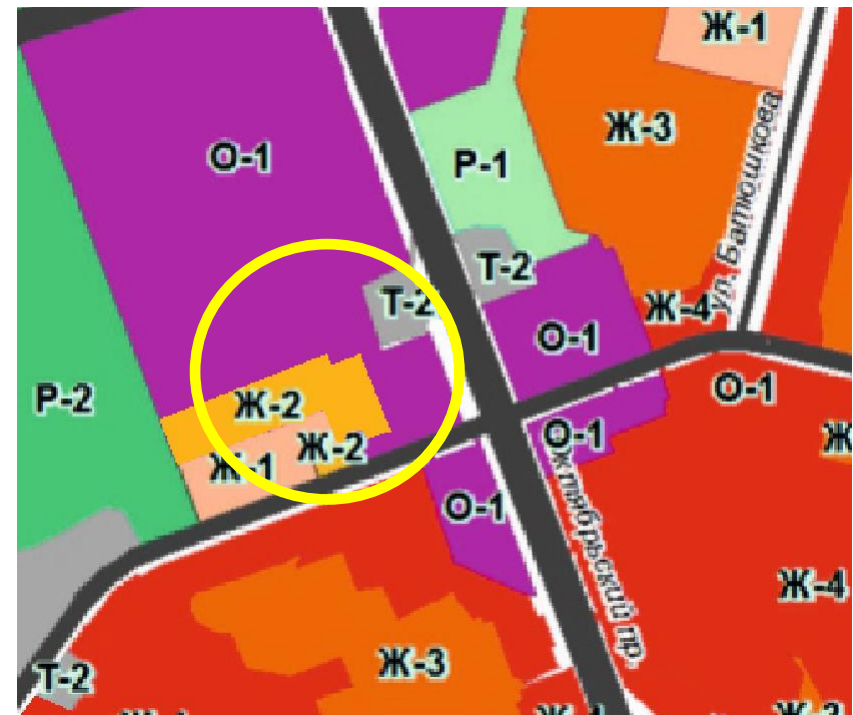 Ж-1
О-1
Ж-3
Р-1
ул. Батюшкова
Т-2
Т-2
Ж-4
О-1
Р-2
Ж-2
О-1
Ж-2
О-1
Ж
Ж-1
О-1
Октябрьский пр.
Ж-4
Ж-3
Т-2